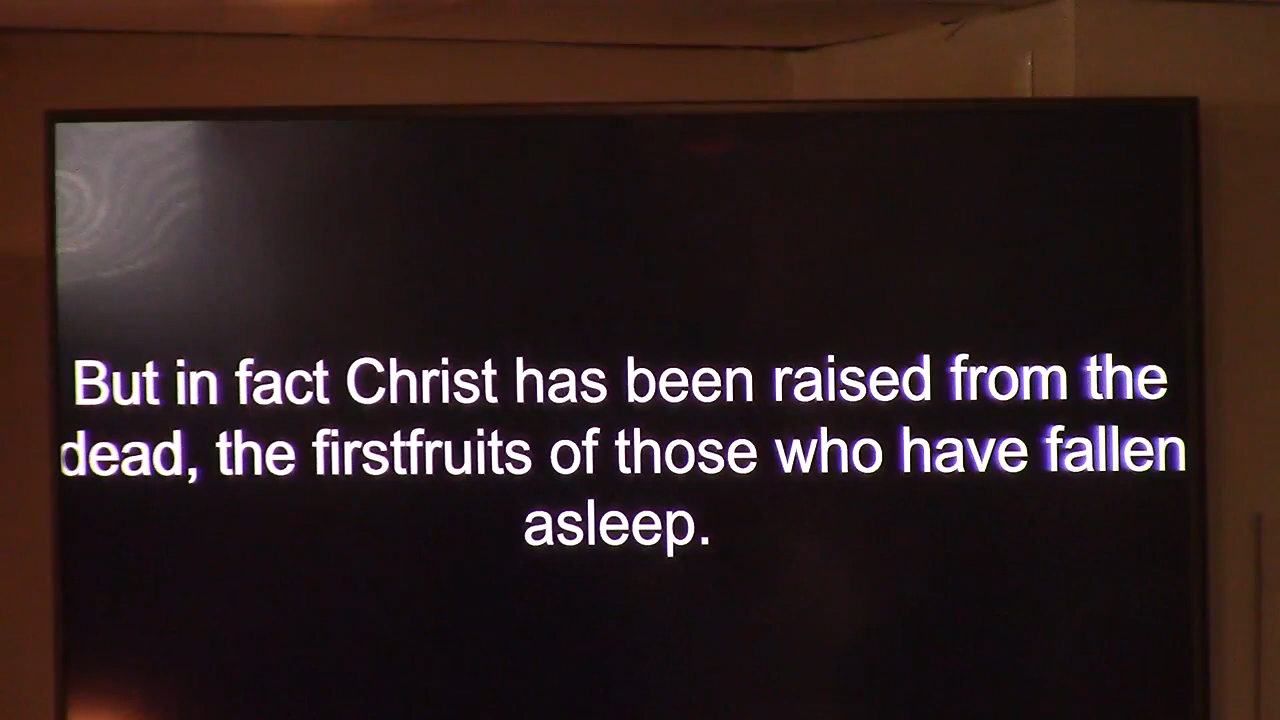 But in fact Christ has been raised from the
dead, the firstfruits of those who have fallen
asleep.